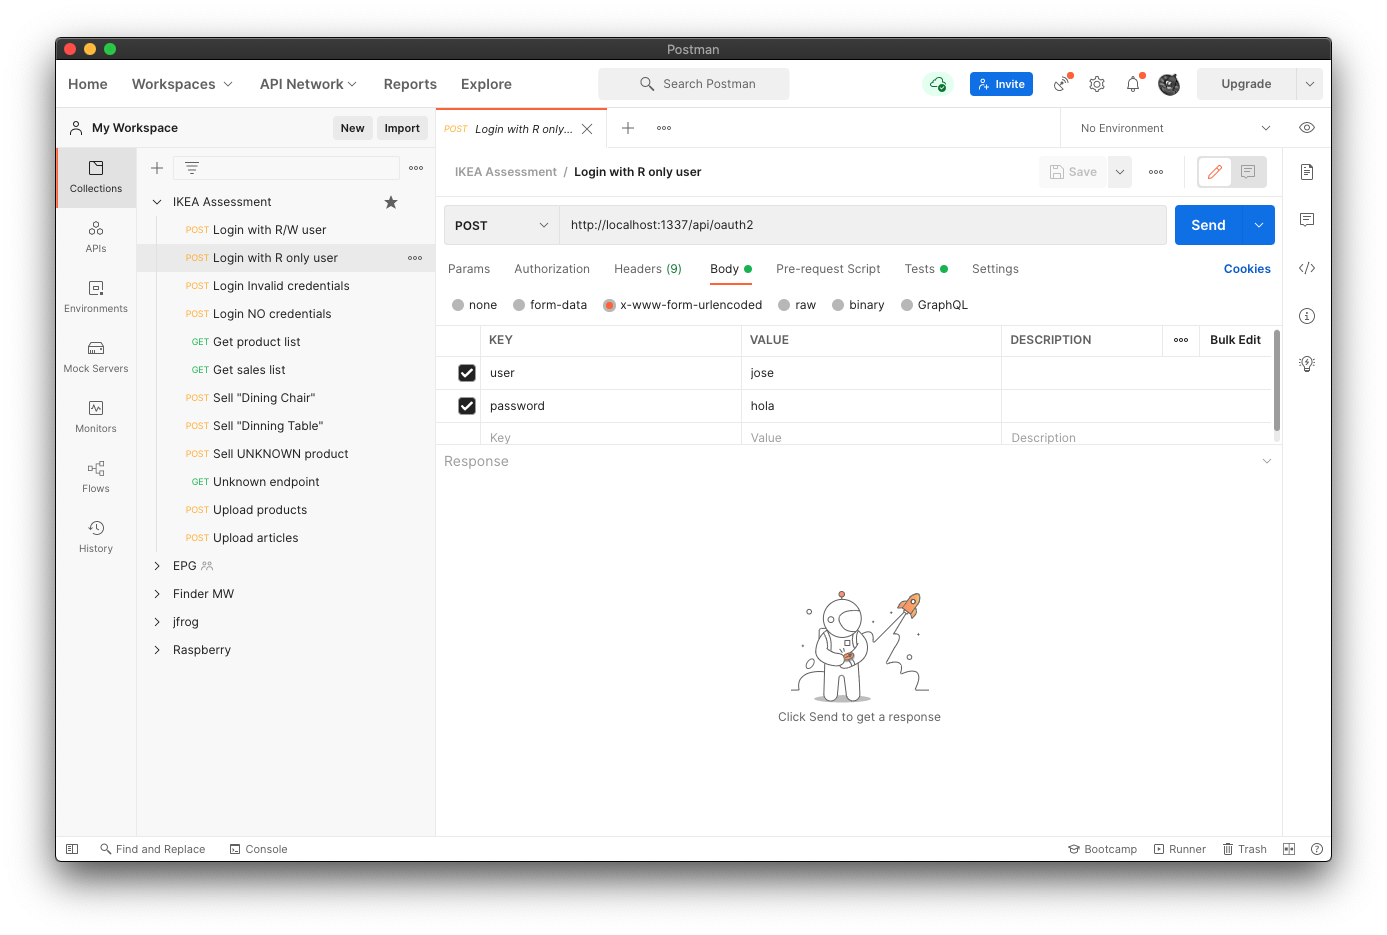 Postman
Home Workspaces API Network Reports Explore Search Postman Invite Upgrade
My Workspace New Import
POST Login with R only... No Environment
Collections
APIs
Environments
Mock Servers
Monitors
Flows
History
IKEA Assessment
POST Login with R/W user
POST Login with R only user
POST Login Invalid credentials
POST Login NO credentials
GET Get product list
GET Get sales list
POST Sell "Dining Chair"
POST Sell "Dinning Table"
POST Sell UNKNOWN product
GET Unknown endpoint
POST Upload products
POST Upload articles
EPG
Finder MW
jfrog
Raspberry
IKEA Assessment / Login with R only user Save
POST http://localhost:1337/api/oauth2 Send
Params Authorization Headers (9) Body Pre-request Script Tests Settings Cookies
none form-data x-www-form-urlencoded raw binary GraphQL
KEY VALUE DESCRIPTION Bulk Edit
user jose
password hola
Key Value Description
Response
Click Send to get a response
Find and Replace Console Bootcamp Runner Trash